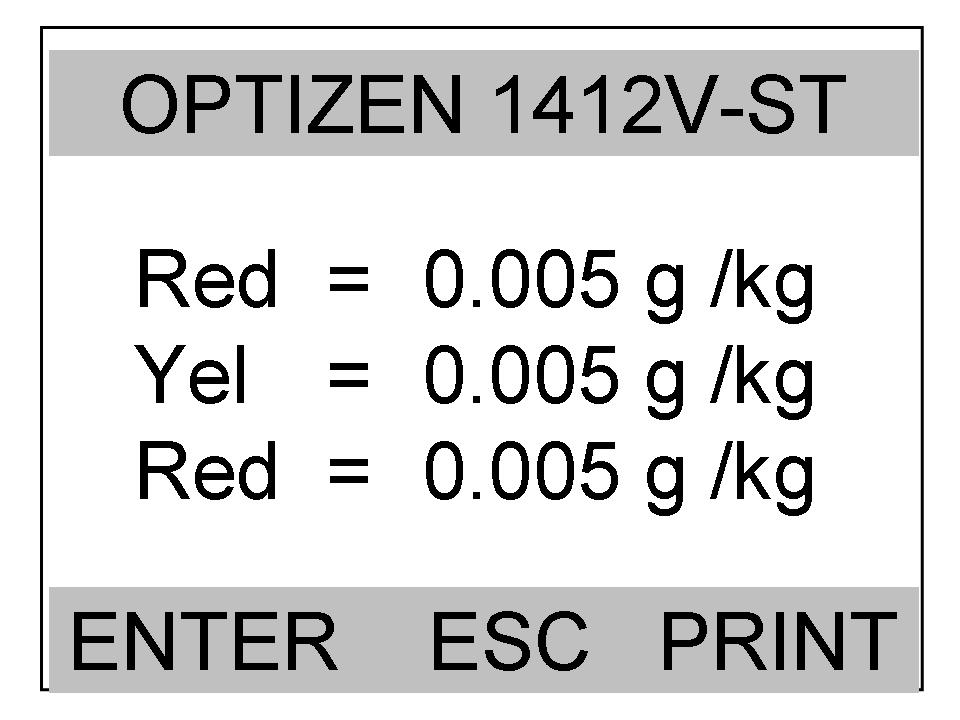 OPTIZEN 1412V-ST
Red = 0.005 g /kg
Yel = 0.005 g /kg
Red = 0.005 g /kg
ENTER ESC PRINT